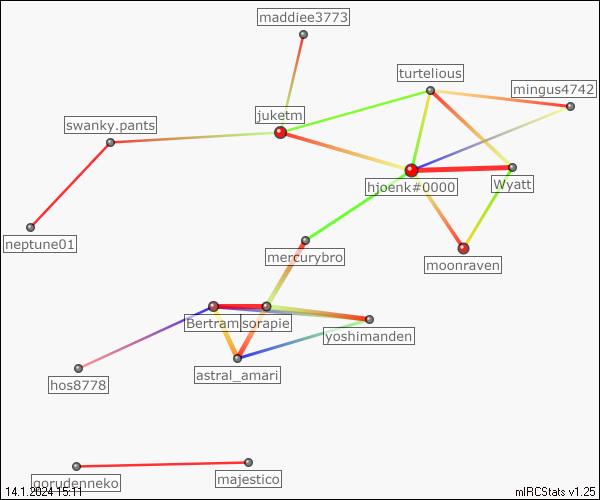 maddiee3773
turtelious
mingus4742
juketm
swanky.pants
hjoenk#0000
Wyatt
neptune01
mercurybro
moonraven
Bertram
sorapie
yoshimanden
astral_amari
hos8778
gorudenneko
majestico
14.1.2024 15:11
mIRCStats v1.25